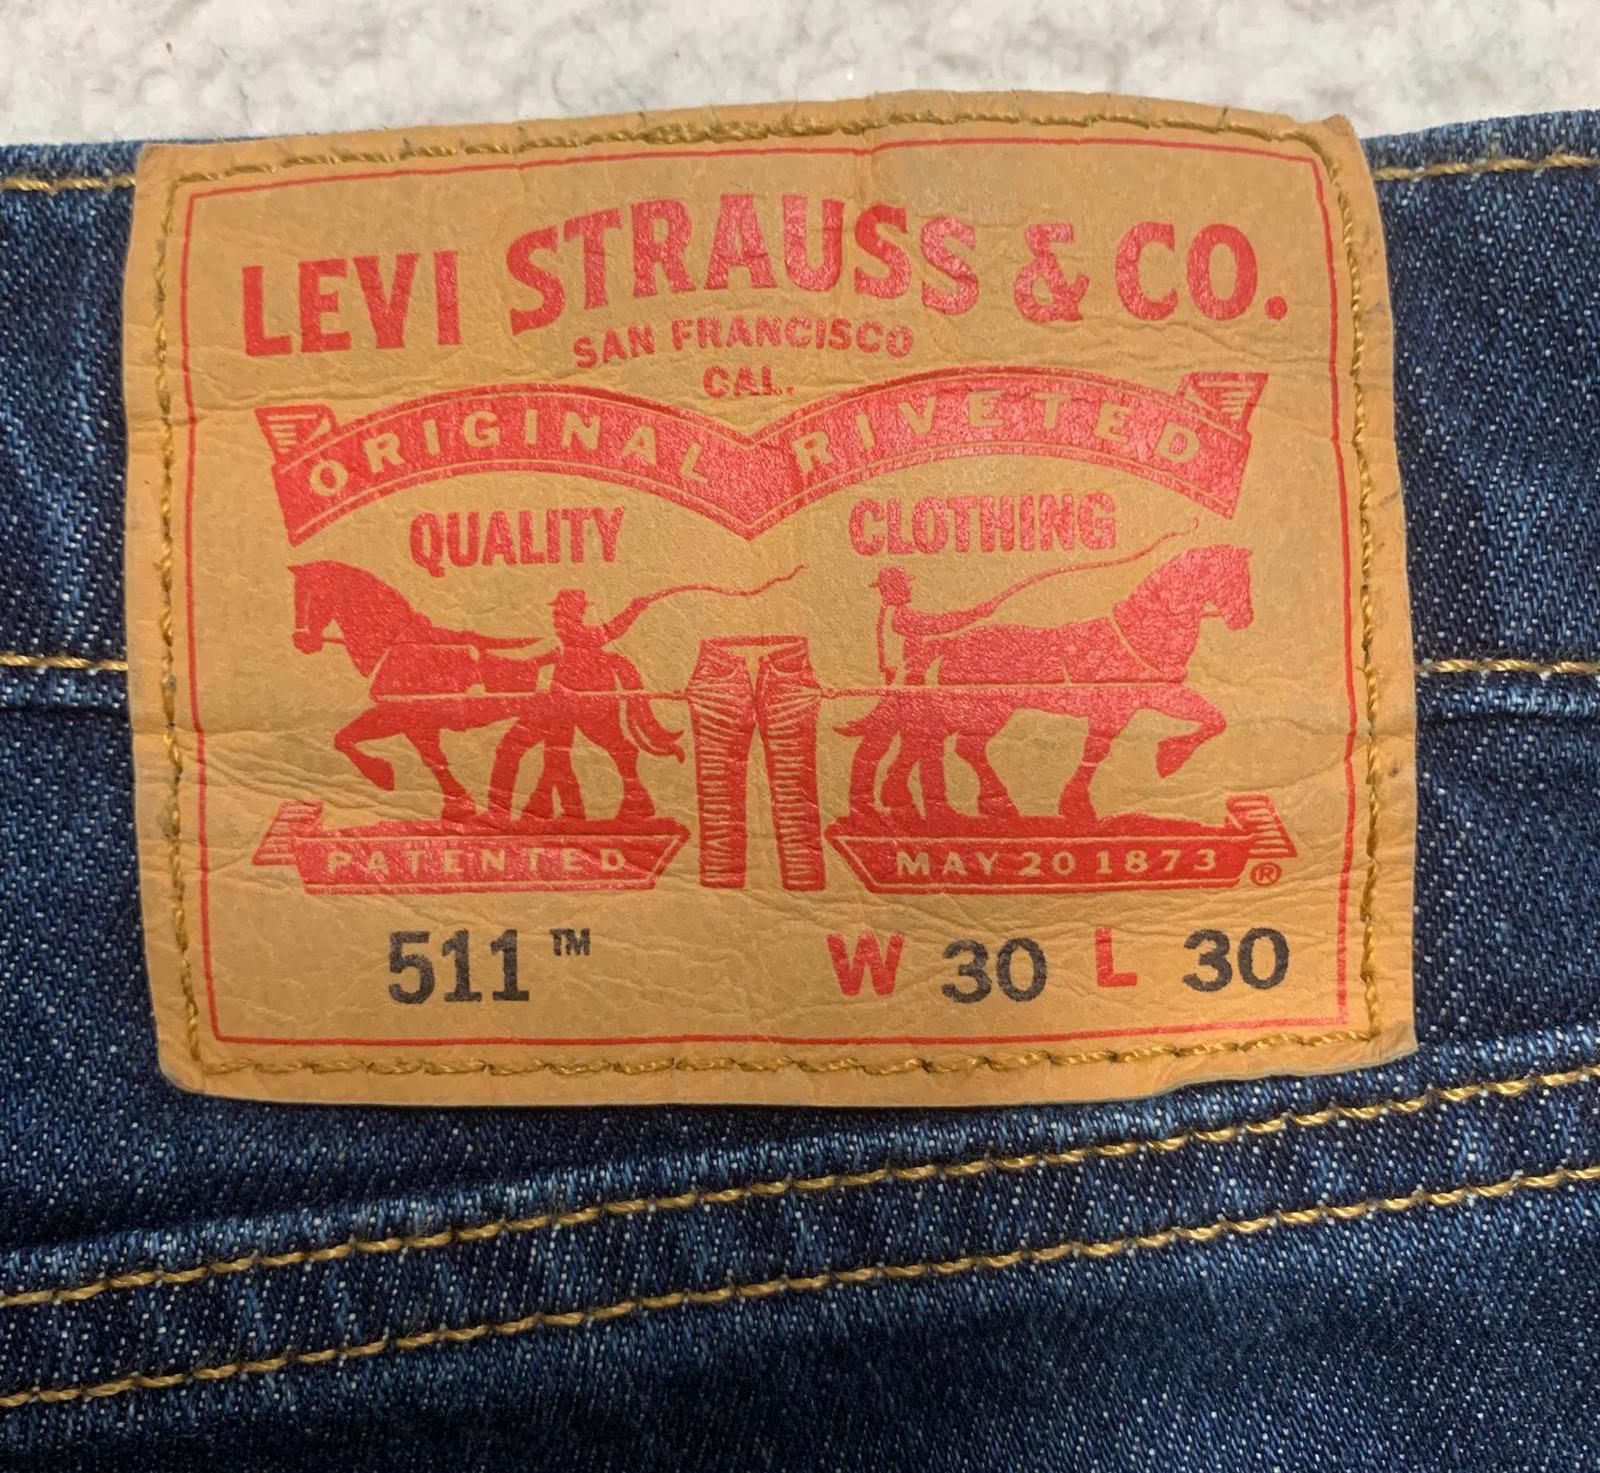 LEVI STRAUSS & CO.
SAN FRANCISCO
CAL.
ORIGINAL RIVETED
QUALITY CLOTHING
PATENTED MAY 20 1873 ®
511™ W 30 L 30